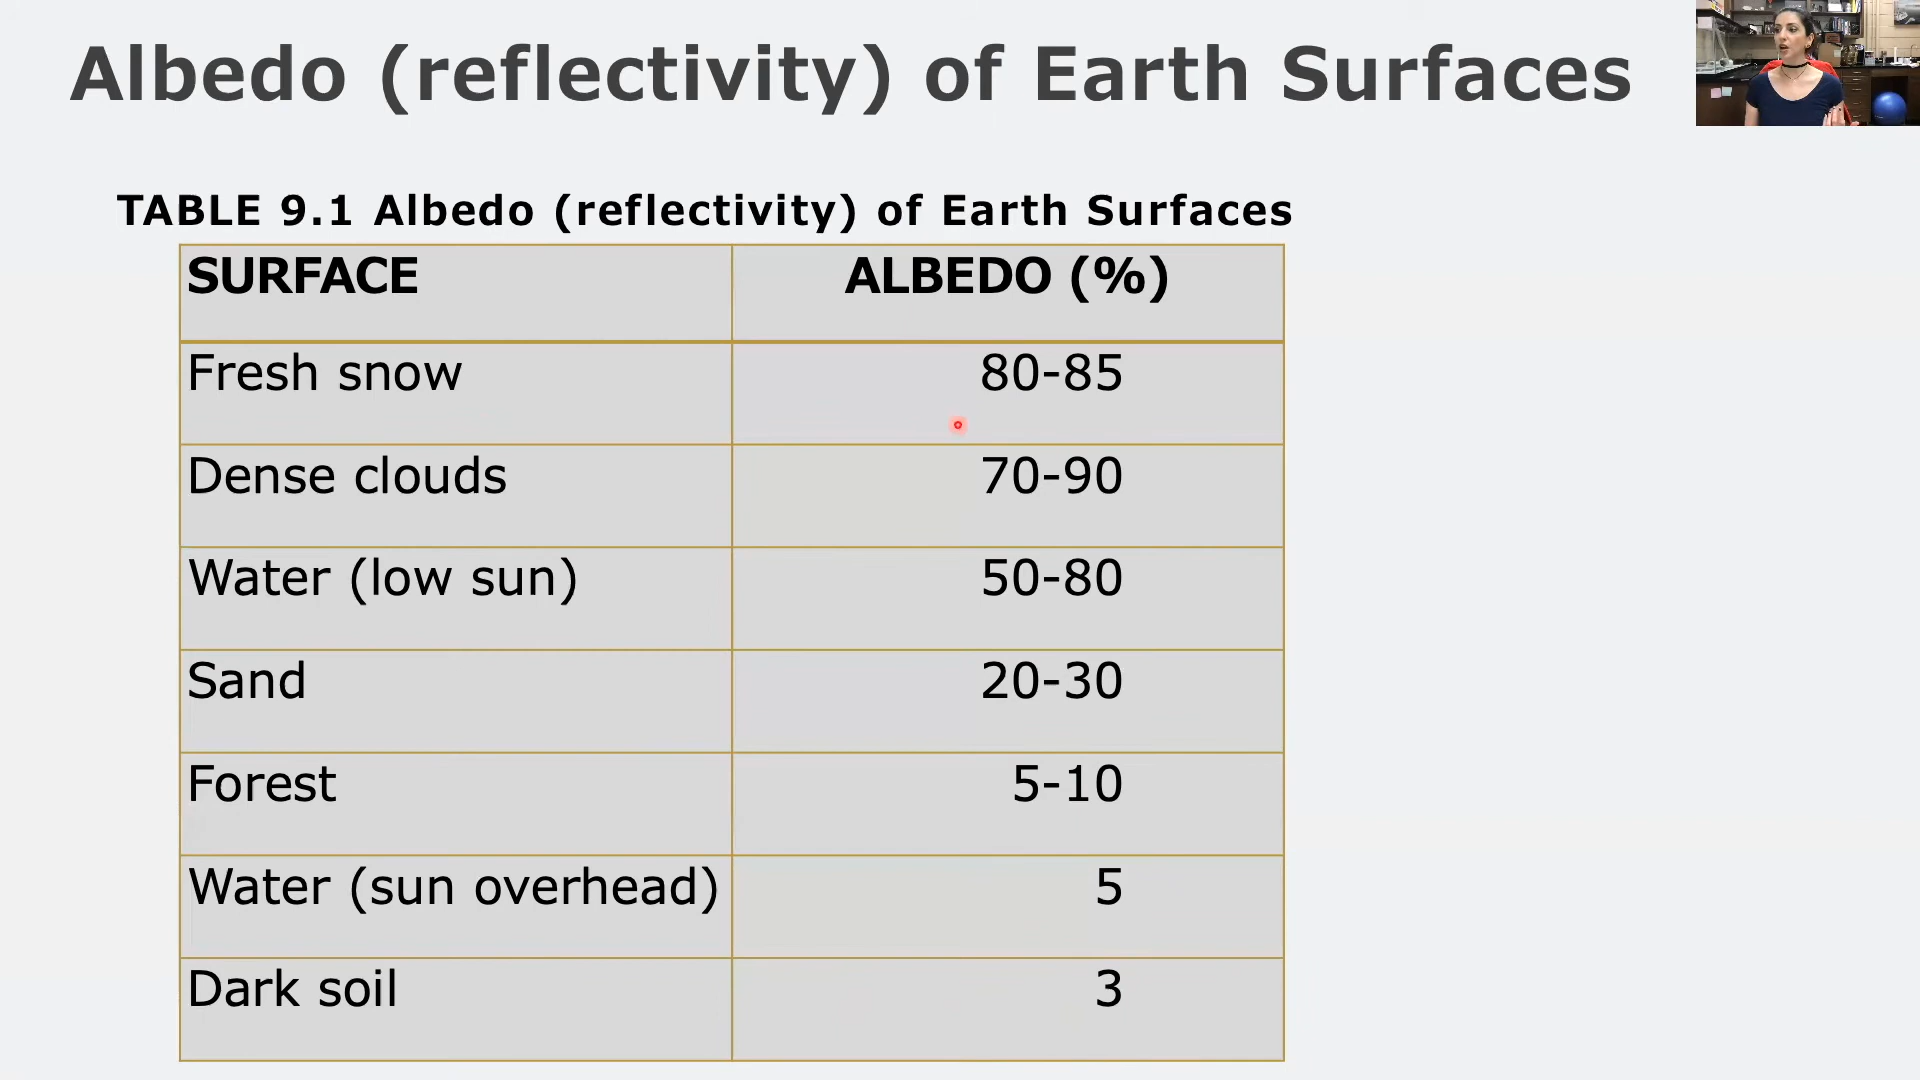 Albedo (reflectivity) of Earth Surfaces
TABLE 9.1 Albedo (reflectivity) of Earth Surfaces
SURFACE ALBEDO (%)
Fresh snow 80-85
Dense clouds 70-90
Water (low sun) 50-80
Sand 20-30
Forest 5-10
Water (sun overhead) 5
Dark soil 3